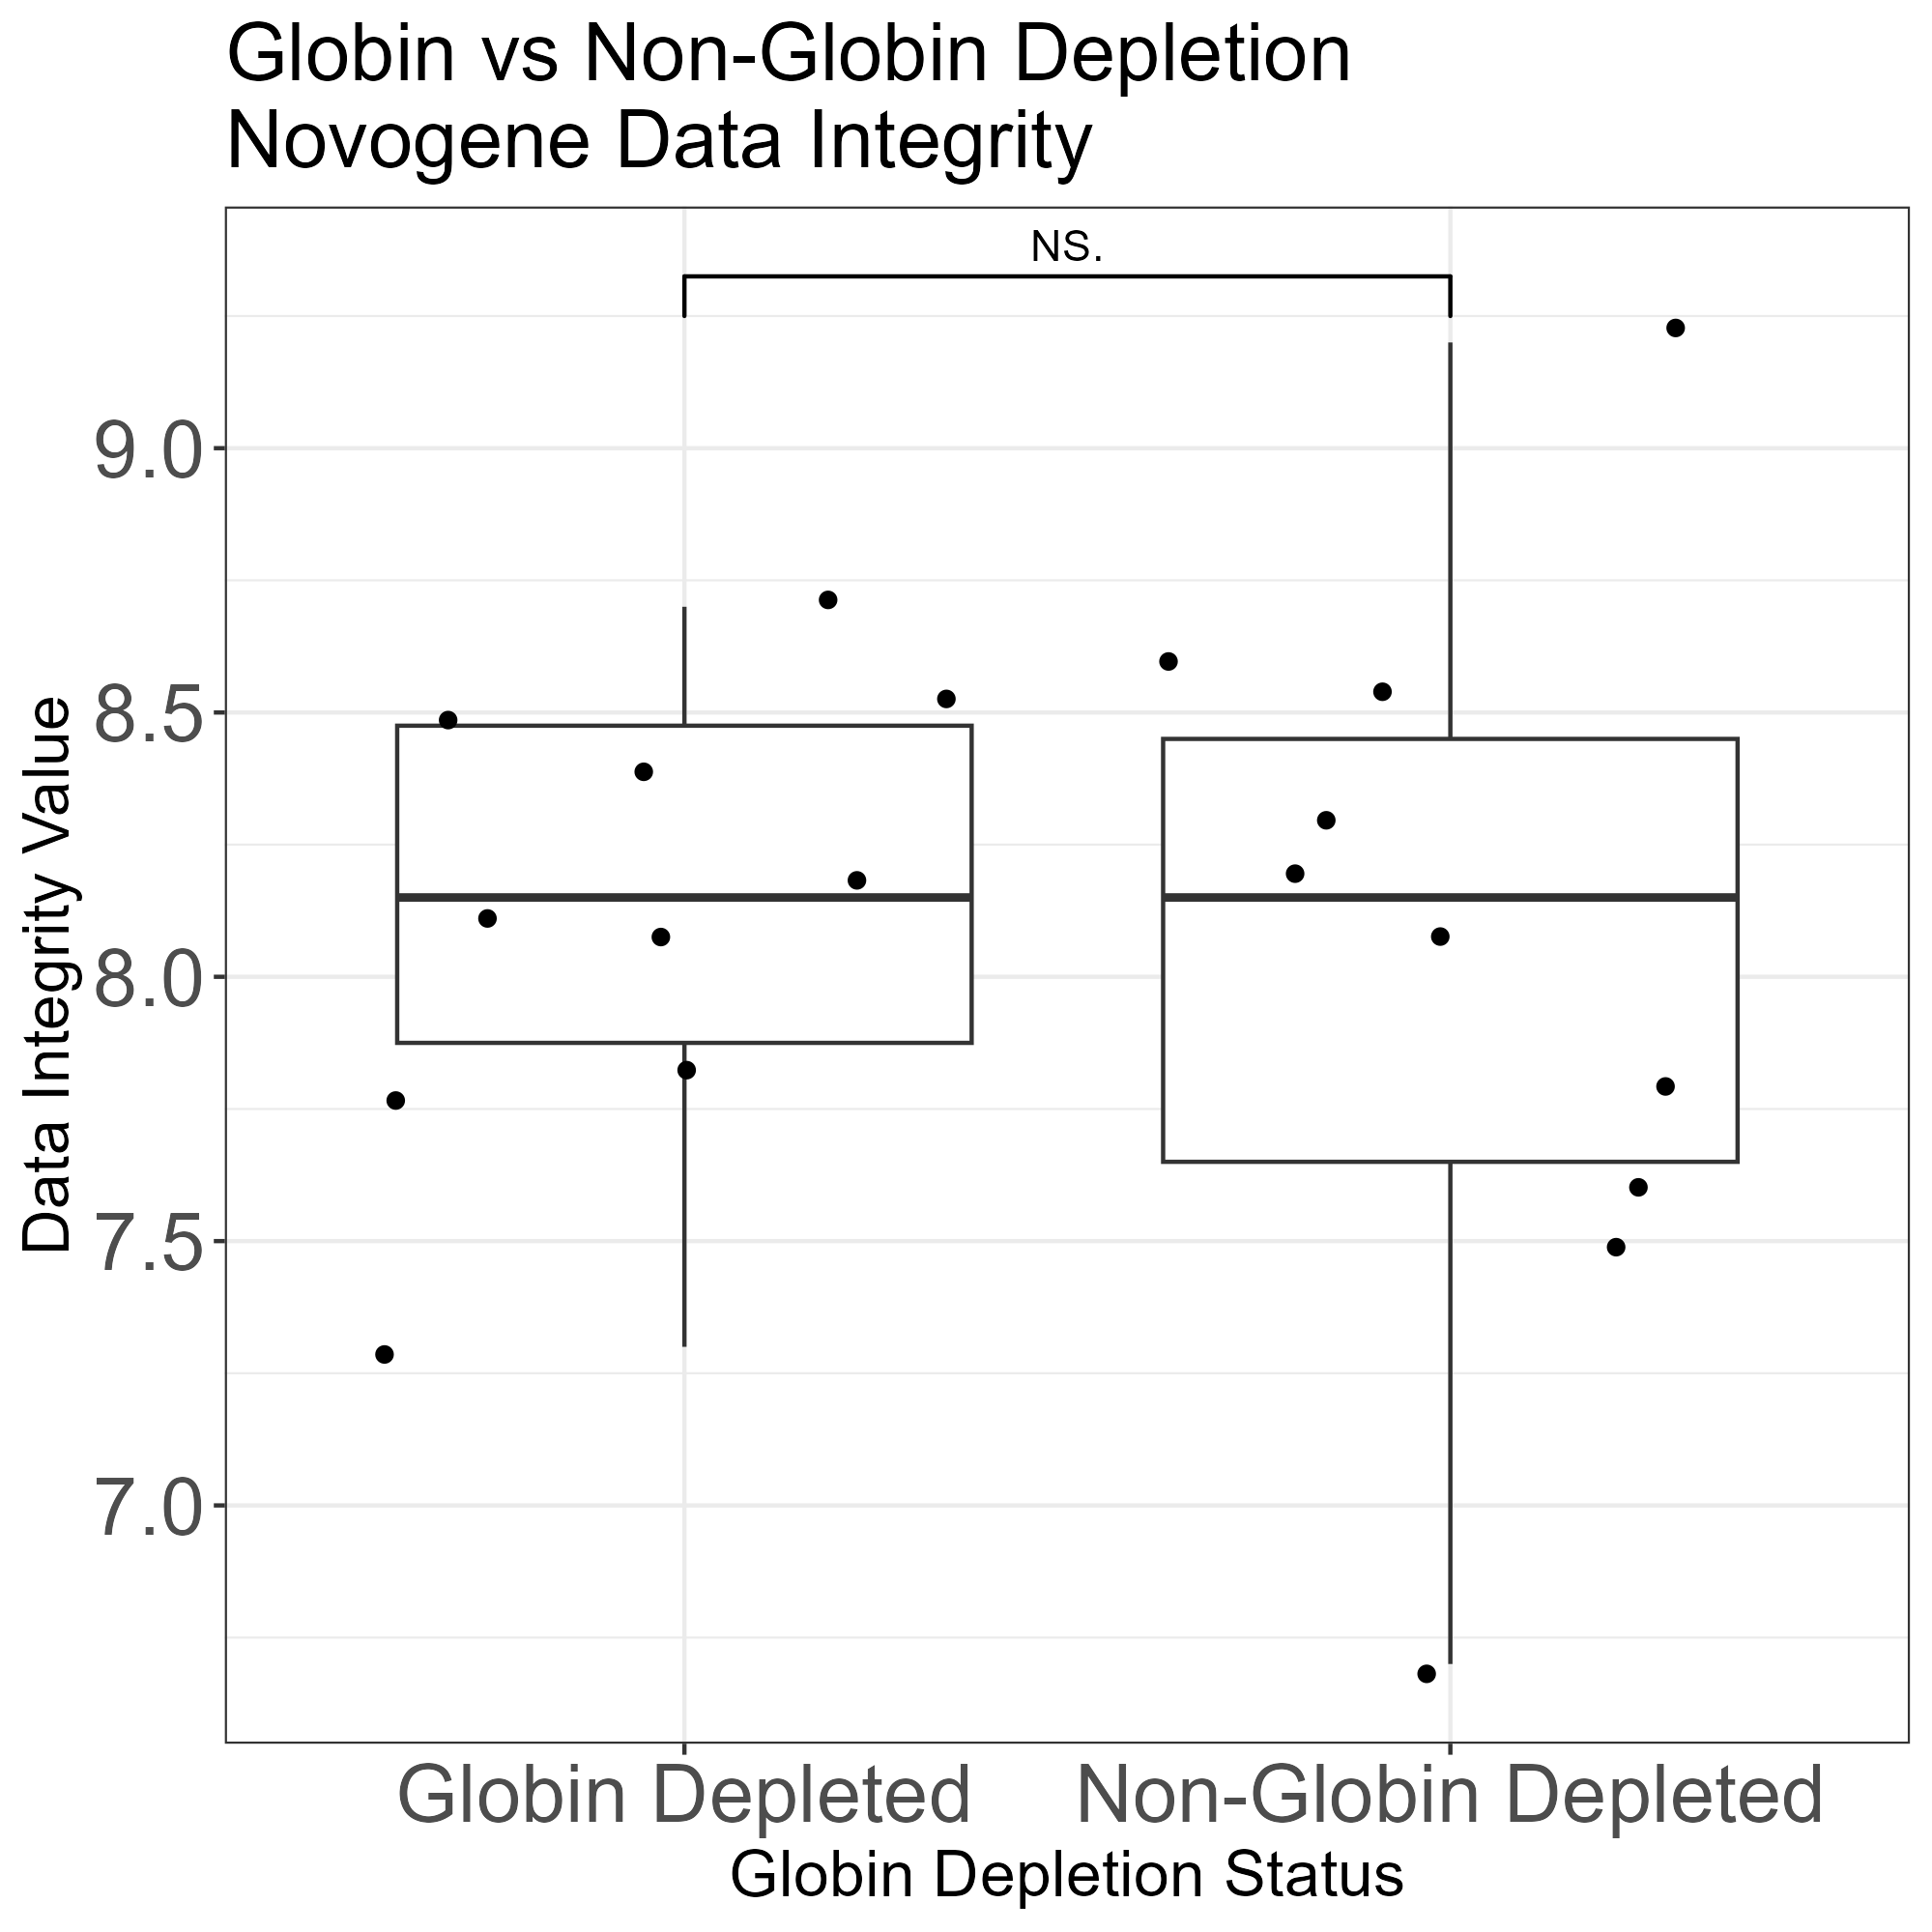 Globin vs Non-Globin Depletion
Novogene Data Integrity
NS.
9.0
8.5
8.0
7.5
7.0
Data Integrity Value
Globin Depleted
Non-Globin Depleted
Globin Depletion Status